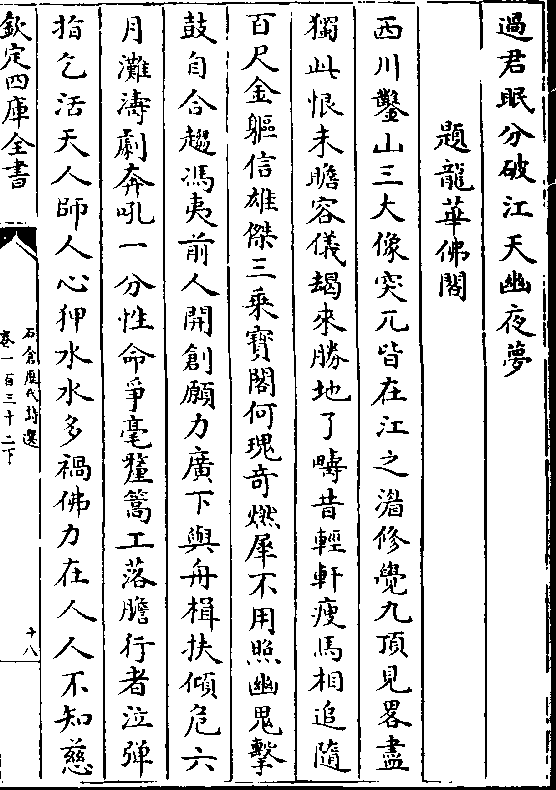 過君眠分破江天幽夜夢
題龍華佛閣
西川鑿山三大像突兀皆在江之湄修覺九頂見畧盡
獨此恨未瞻容儀朅來勝地了疇昔輕軒瘦馬相追隨
百尺金軀信雄傑三乘寶閣何瑰奇燃犀不用照幽鬼擊
鼓自合趨馮夷前人開創願力廣下與舟楫扶傾危六
月灘濤劇奔吼一分性命爭毫釐篙工落膽行者泣彈
指乞活天人師人心狎水水多禍佛力在人人不知慈
欽定四庫全書
石倉歷代詩選
卷一百三十二下
十八